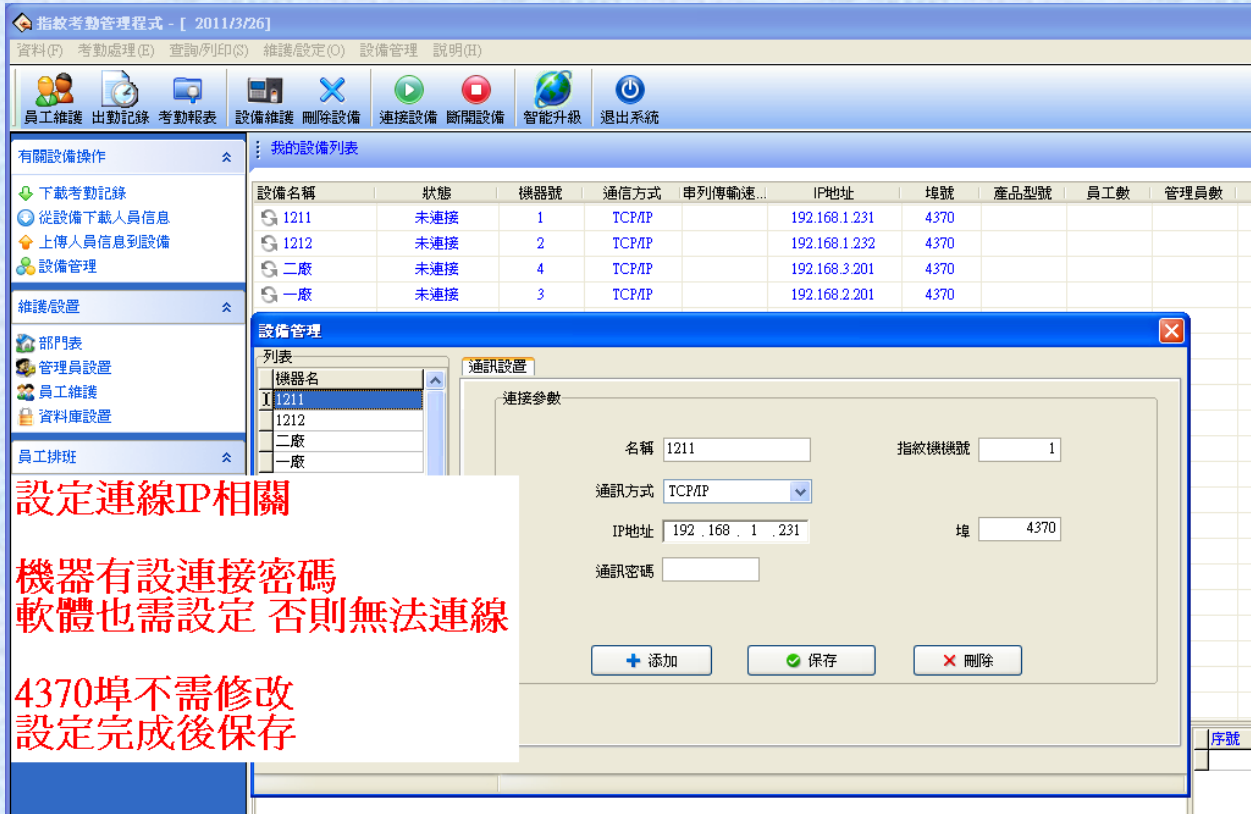 指紋考勤管理程式 - [ 2011/3/26]
資料(F) 考勤處理(E) 查詢/列印(S) 維護/設定(O) 設備管理 說明(H)
員工維護 出勤記錄 考勤報表 設備維護 刪除設備 連接設備 斷開設備 智能升級 退出系統
有關設備操作
下載考勤記錄
從設備下載人員信息
上傳人員信息到設備
設備管理
維護/設置
部門表
管理員設置
員工維護
資料庫設置
員工排班
我的設備列表
設備名稱 狀態 機器號 通信方式 串列傳輸速... IP地址 埠號 產品型號 員工數 管理員數
1211 未連接 1 TCP/IP 192.168.1.231 4370
1212 未連接 2 TCP/IP 192.168.1.232 4370
二廠 未連接 4 TCP/IP 192.168.3.201 4370
一廠 未連接 3 TCP/IP 192.168.2.201 4370
設備管理
列表
機器名
1211
1212
二廠
一廠
通訊設置
連接參數
名稱 1211 指紋機機號 1
通訊方式 TCP/IP
IP地址 192 . 168 . 1 . 231 埠 4370
通訊密碼
添加 保存 刪除
序號
設定連線IP相關
機器有設連接密碼
軟體也需設定 否則無法連線
4370埠不需修改
設定完成後保存